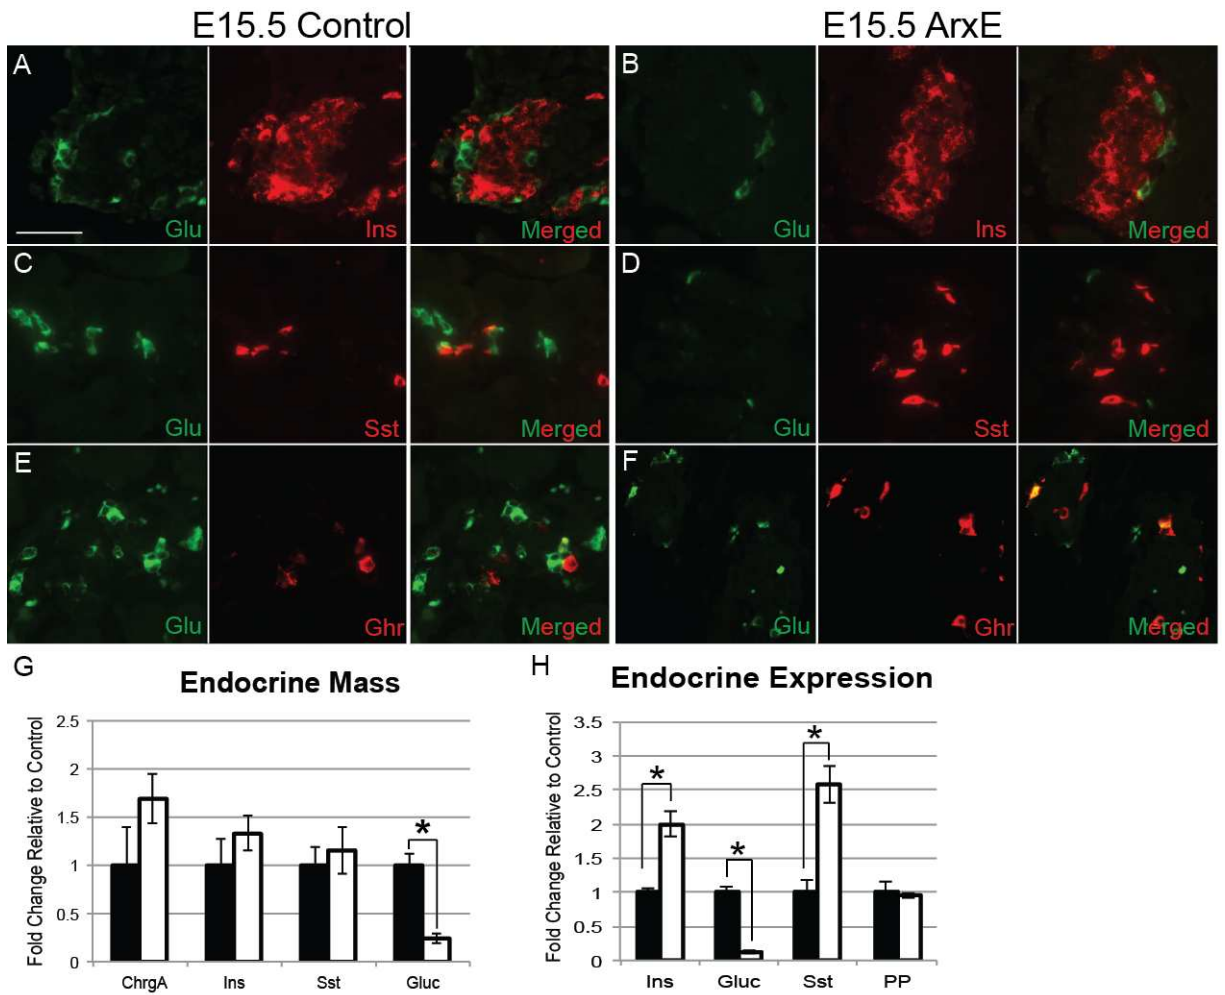 E15.5 Control
E15.5 ArxE
A
Glu
Ins
Merged
B
Glu
Ins
Merged
C
Glu
Sst
Merged
D
Glu
Sst
Merged
E
Glu
Ghr
Merged
F
Glu
Ghr
Merged
G
Endocrine Mass
Fold Change Relative to Control
2.5
2
1.5
1
0.5
0
*
ChrgA
Ins
Sst
Gluc
H
Endocrine Expression
Fold Change Relative to Control
3.5
3
2.5
2
1.5
1
0.5
0
*
*
*
Ins
Gluc
Sst
PP